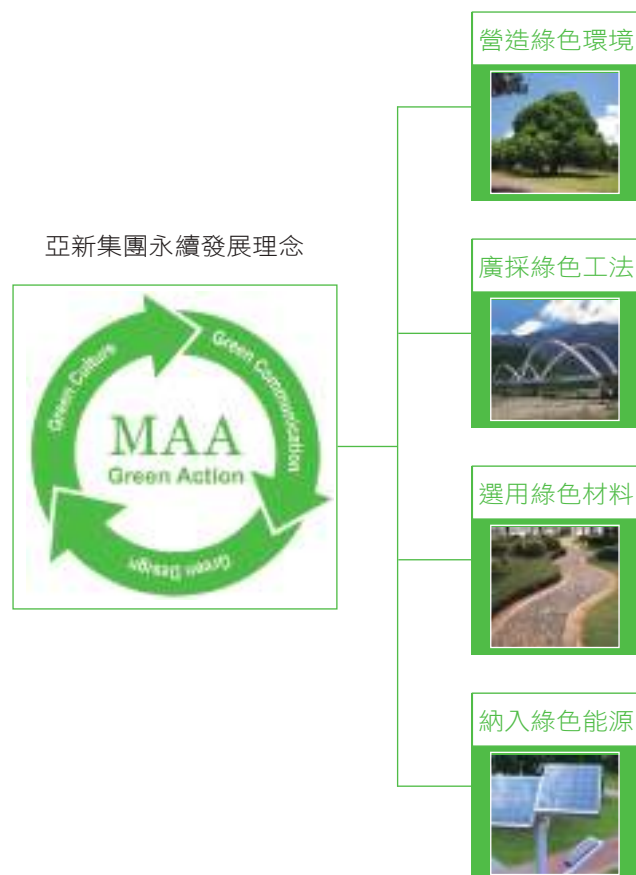 亞新集團永續發展理念
Green Culture
Green Communication
Green Design
MAA
Green Action
營造綠色環境
廣採綠色工法
選用綠色材料
納入綠色能源